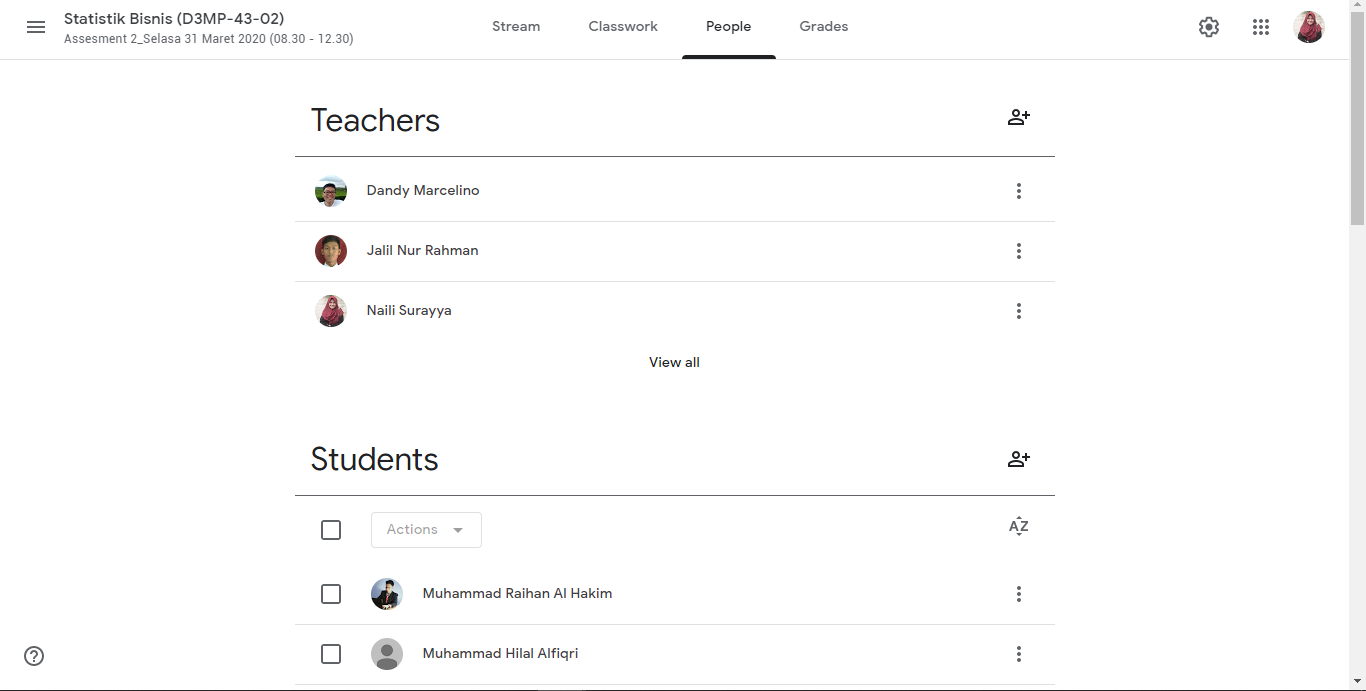 Statistik Bisnis (D3MP-43-02)
Assesment 2_Selasa 31 Maret 2020 (08.30 - 12.30)
Stream
Classwork
People
Grades
Teachers
Dandy Marcelino
Jalil Nur Rahman
Naili Surayya
View all
Students
Actions
AZ
Muhammad Raihan Al Hakim
Muhammad Hilal Alfiqri